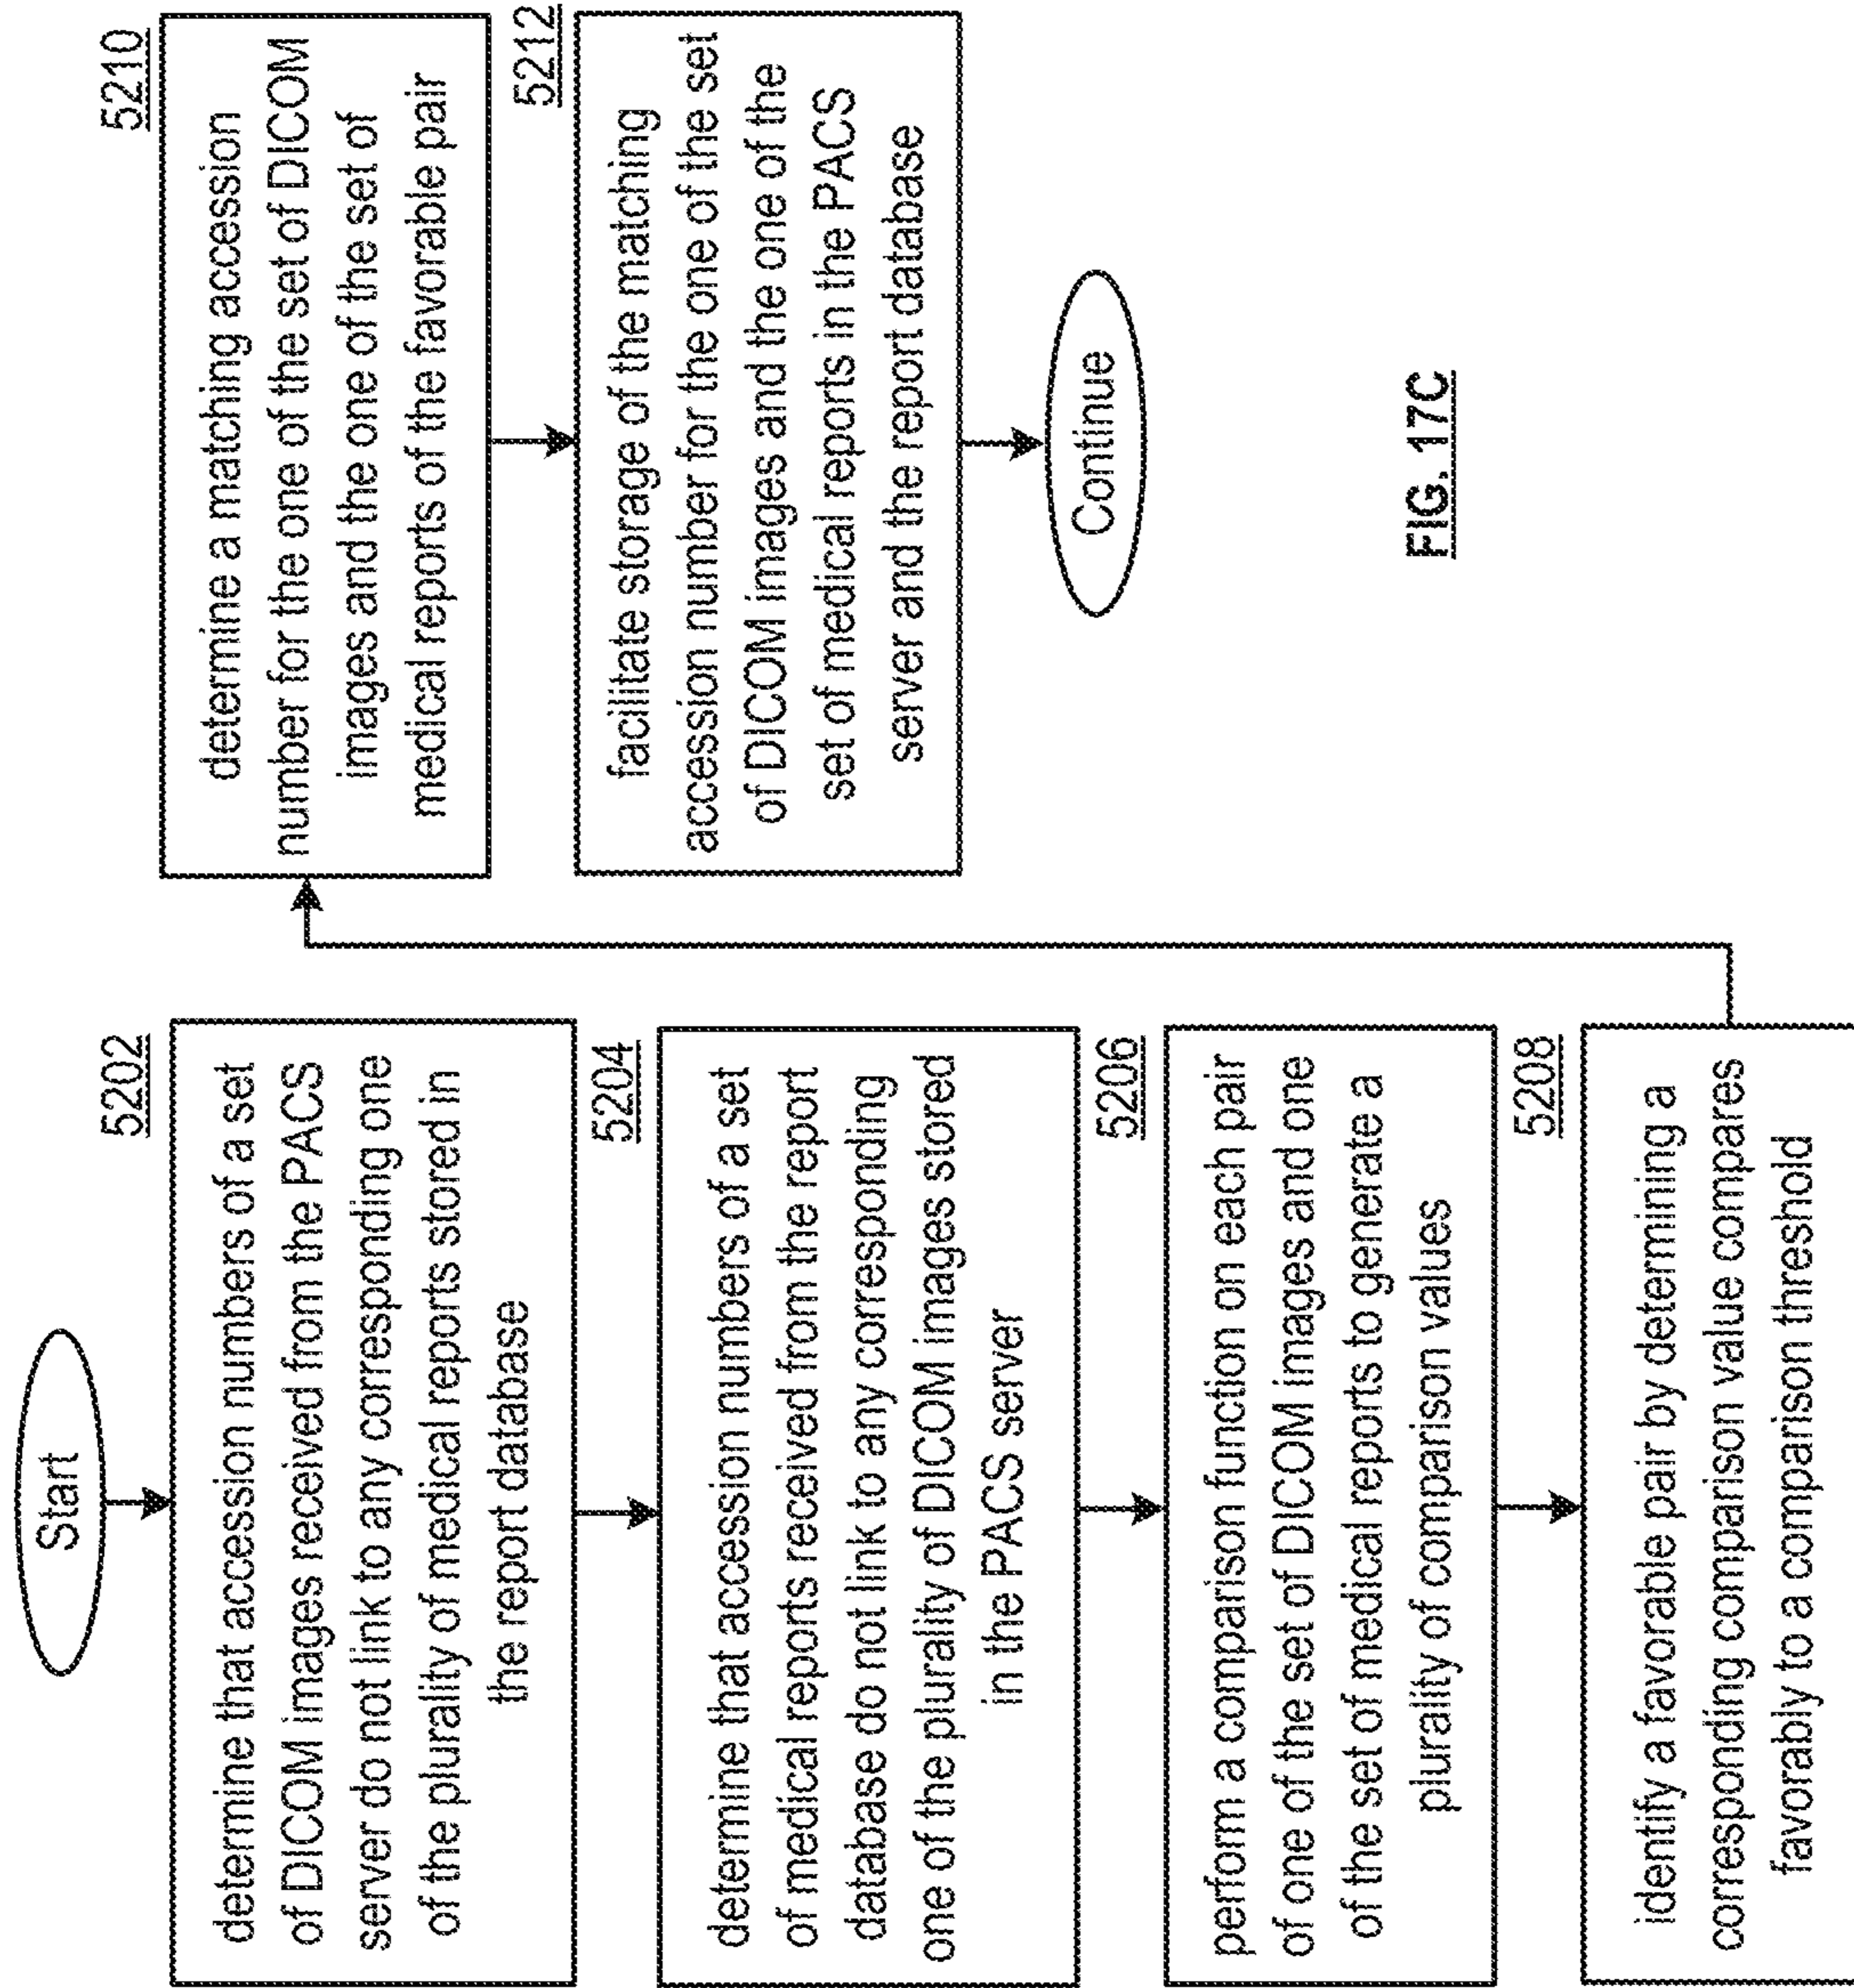 Start
5202
determine that accession numbers of a set
of DICOM images received from the PACS
server do not link to any corresponding one
of the plurality of medical reports stored in
the report database
5204
determine that accession numbers of a set
of medical reports received from the report
database do not link to any corresponding
one of the plurality of DICOM images stored
in the PACS server
5206
perform a comparison function on each pair
of one of the set of DICOM images and one
of the set of medical reports to generate a
plurality of comparison values
5208
identify a favorable pair by determining a
corresponding comparison value compares
favorably to a comparison threshold
5210
determine a matching accession
number for the one of the set of DICOM
images and the one of the set of
medical reports of the favorable pair
5212
facilitate storage of the matching
accession number for the one of the set
of DICOM images and the one of the
set of medical reports in the PACS
server and the report database
Continue
FIG. 17C